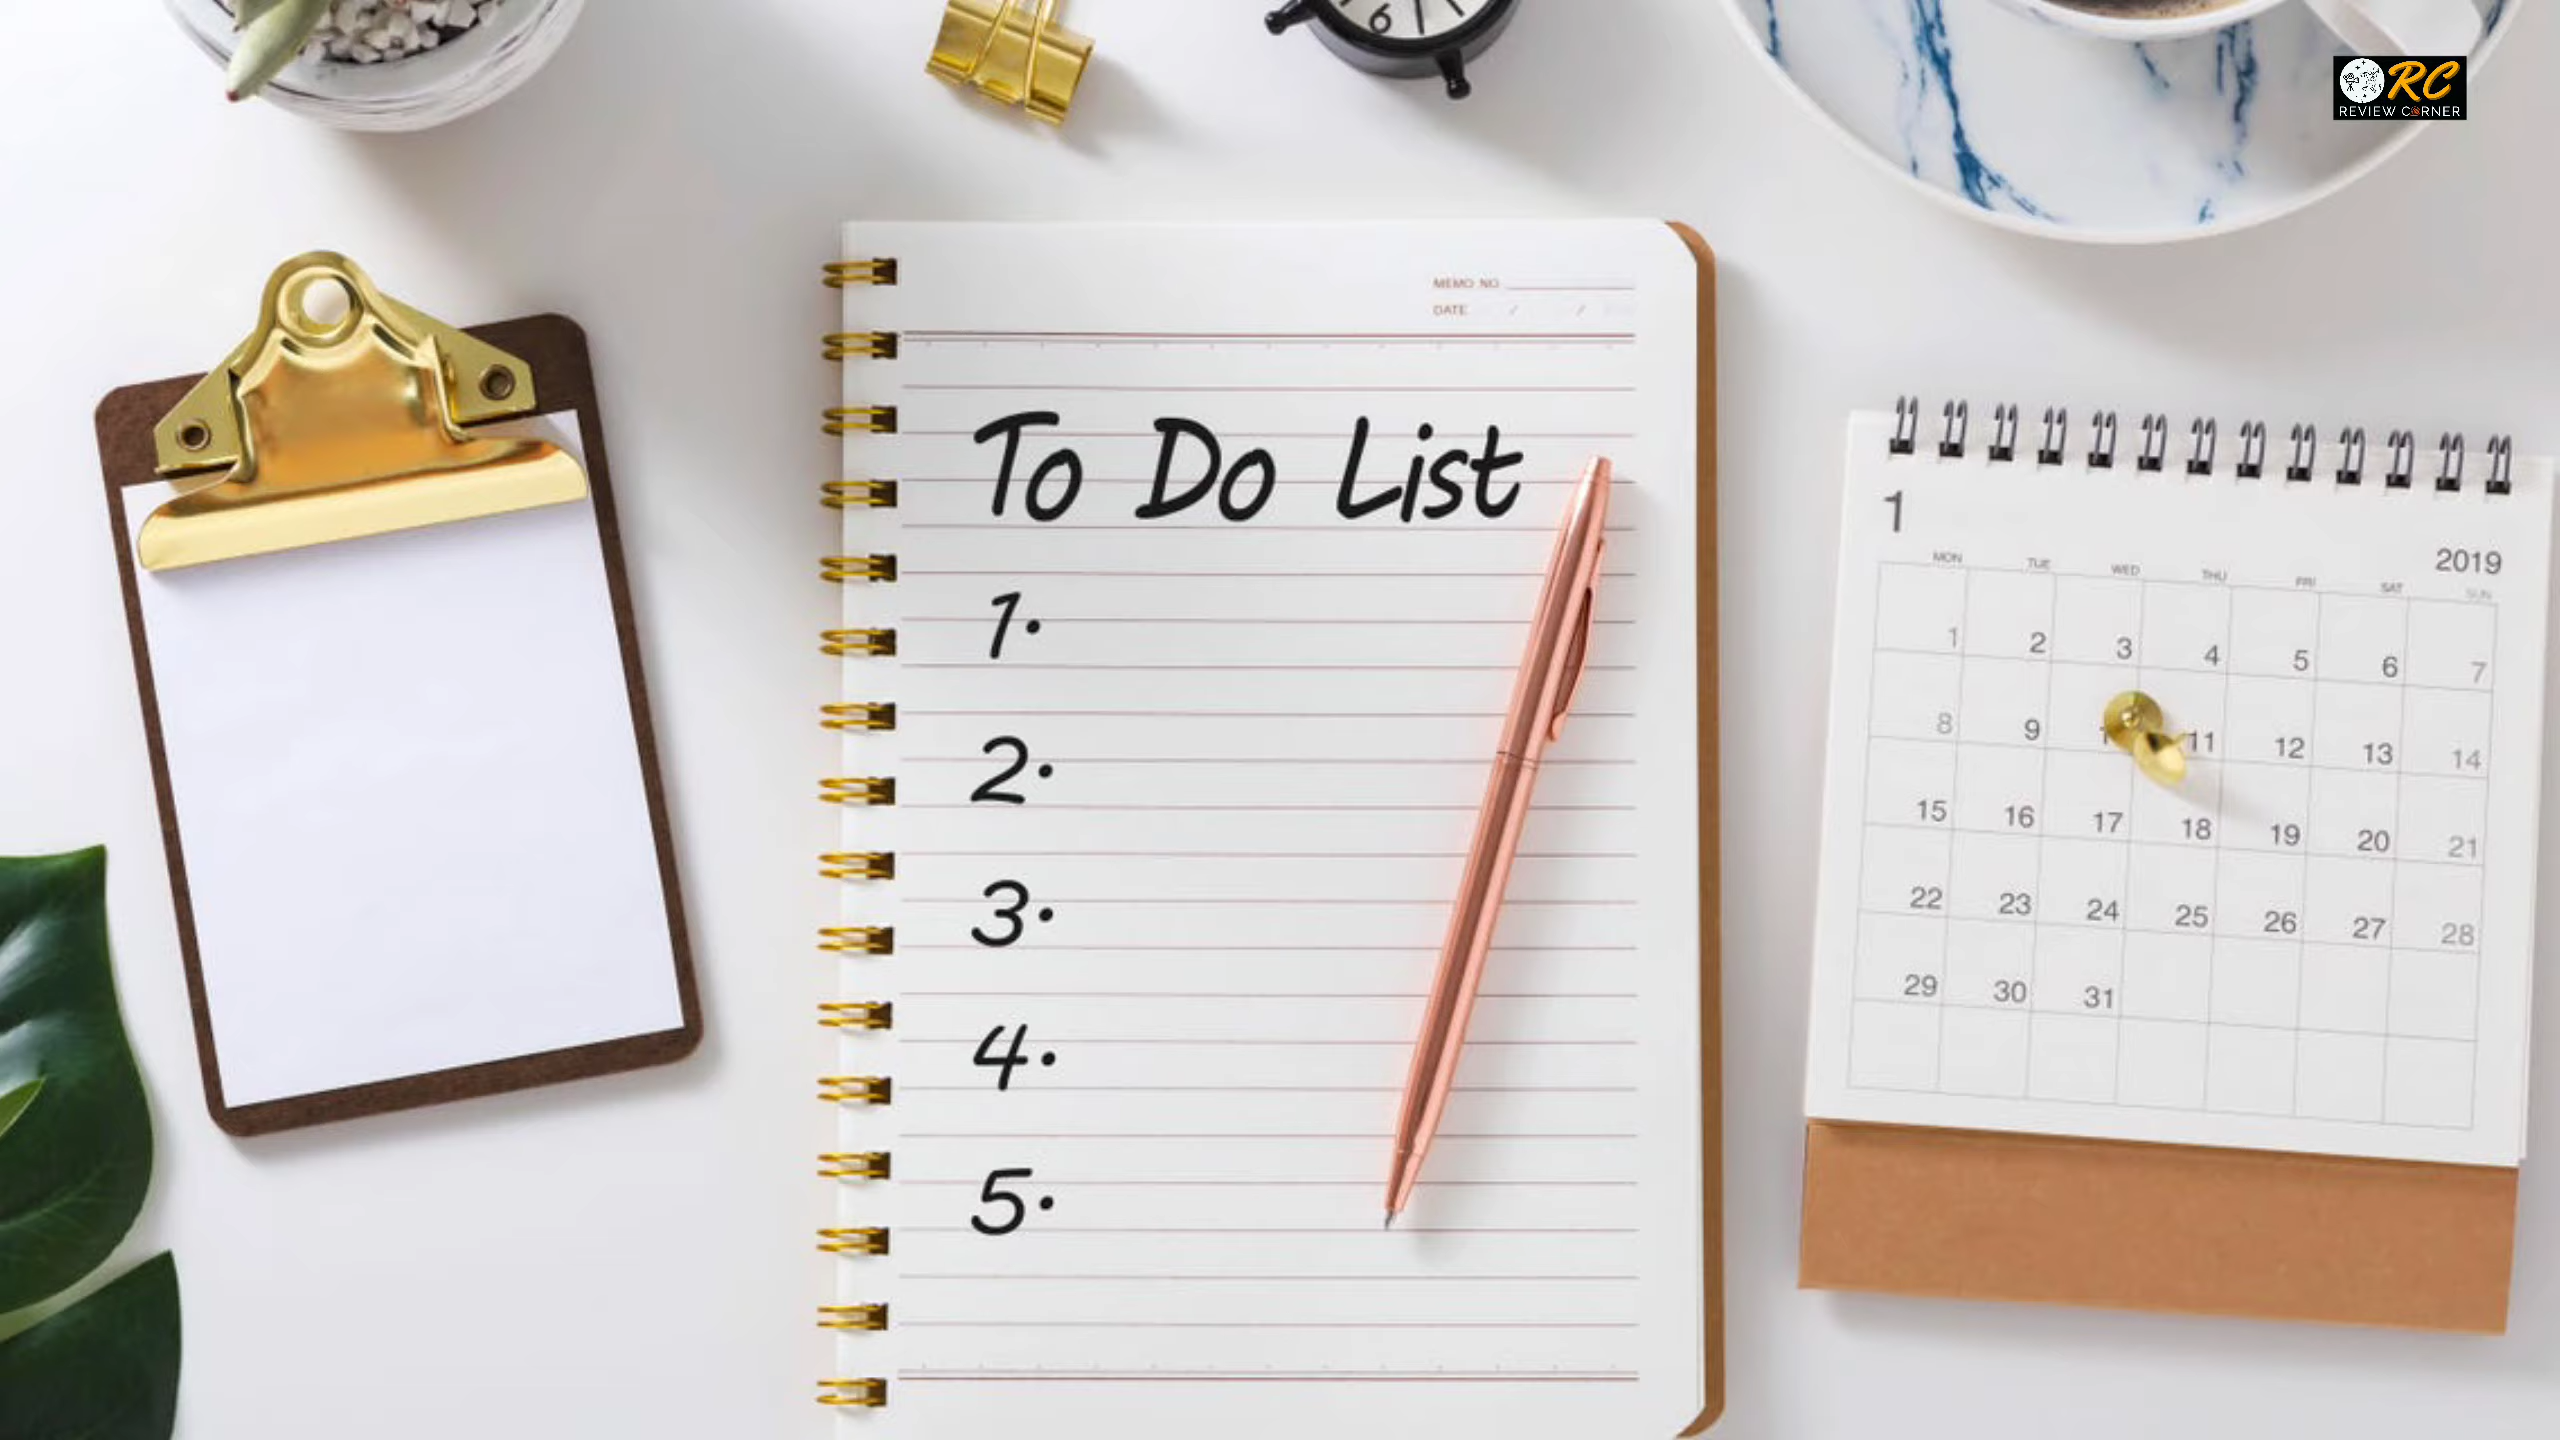 6
RC
REVIEW CORNER
MEMO NO
DATE / /
To Do List
1.
2.
3.
4.
5.
1
2019
MON TUE WED THU FRI SAT SUN
1 2 3 4 5 6 7
8 9 11 12 13 14
15 16 17 18 19 20 21
22 23 24 25 26 27 28
29 30 31